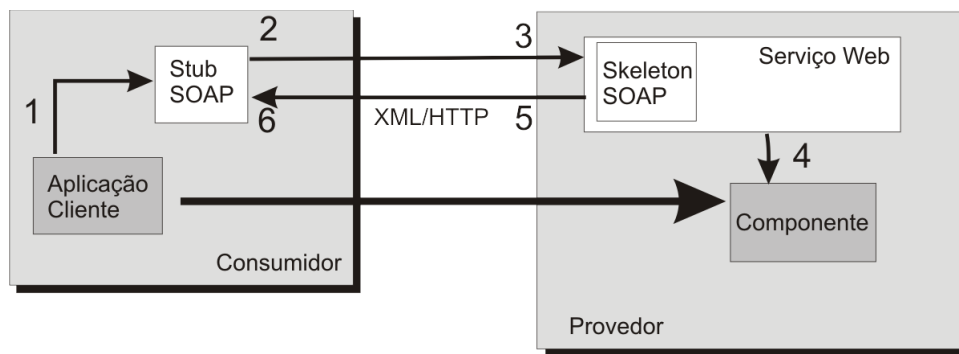 2
3
Stub
SOAP
Skeleton
SOAP
Serviço Web
1
6
XML/HTTP
5
4
Aplicação
Cliente
Componente
Consumidor
Provedor